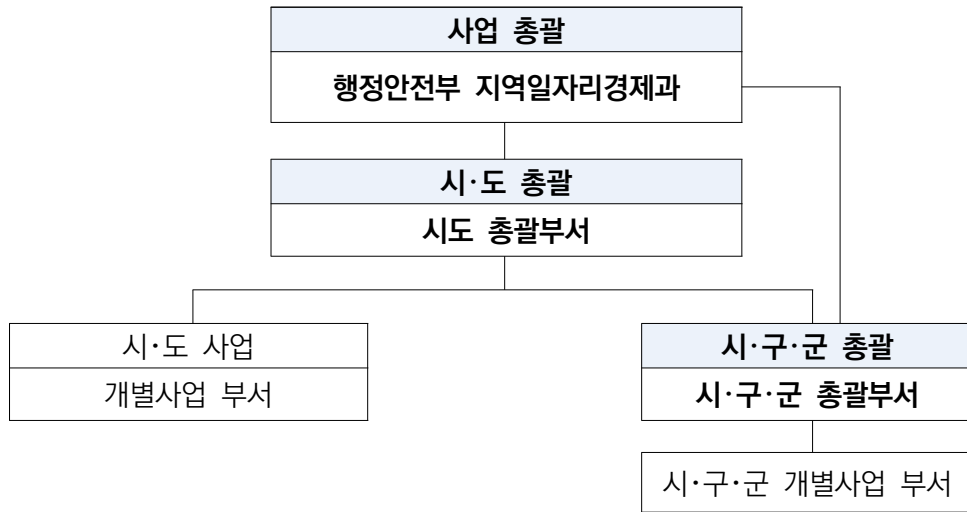 사업 총괄
행정안전부 지역일자리경제과
시·도 총괄
시도 총괄부서
시·도 사업
개별사업 부서
시·구·군 총괄
시·구·군 총괄부서
시·구·군 개별사업 부서